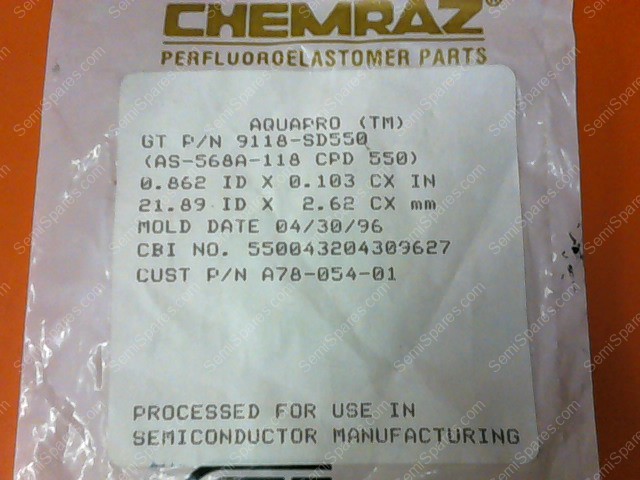 CHEMRAZ®
PERFLUOROELASTOMER PARTS
AQUAPRO (TM)
GT P/N 9118-SD550
(AS-568A-118 CPD 550)
0.862 ID X 0.103 CX IN
21.89 ID X 2.62 CX mm
MOLD DATE 04/30/96
CBI NO. 550043204309627
CUST P/N A78-054-01
PROCESSED FOR USE IN
SEMICONDUCTOR MANUFACTURING
SemiSpares.com